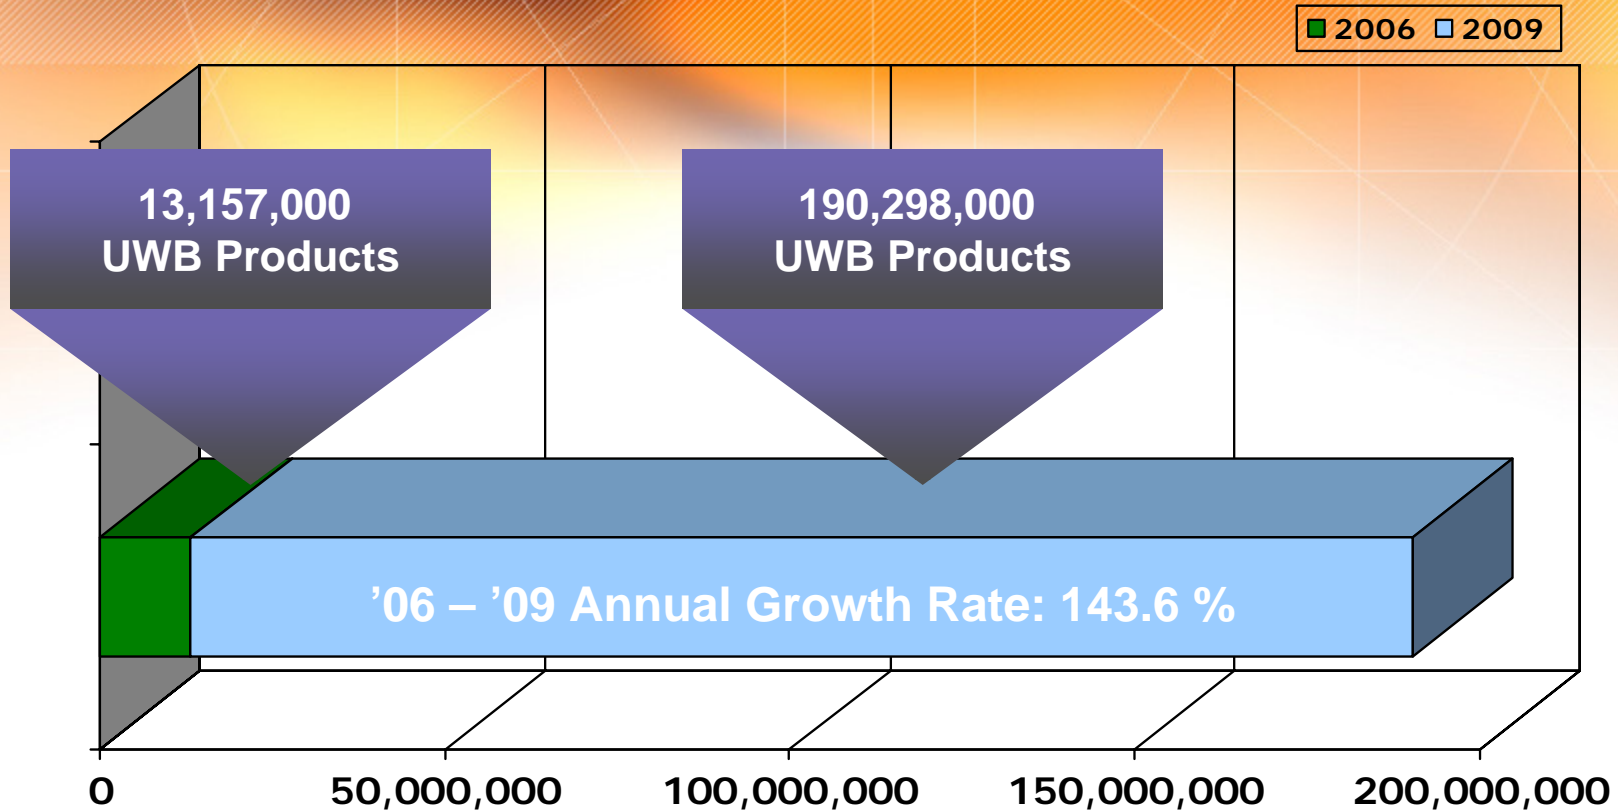 2006 2009
13,157,000
UWB Products
190,298,000
UWB Products
’06 – ’09 Annual Growth Rate: 143.6 %
0 50,000,000 100,000,000 150,000,000 200,000,000